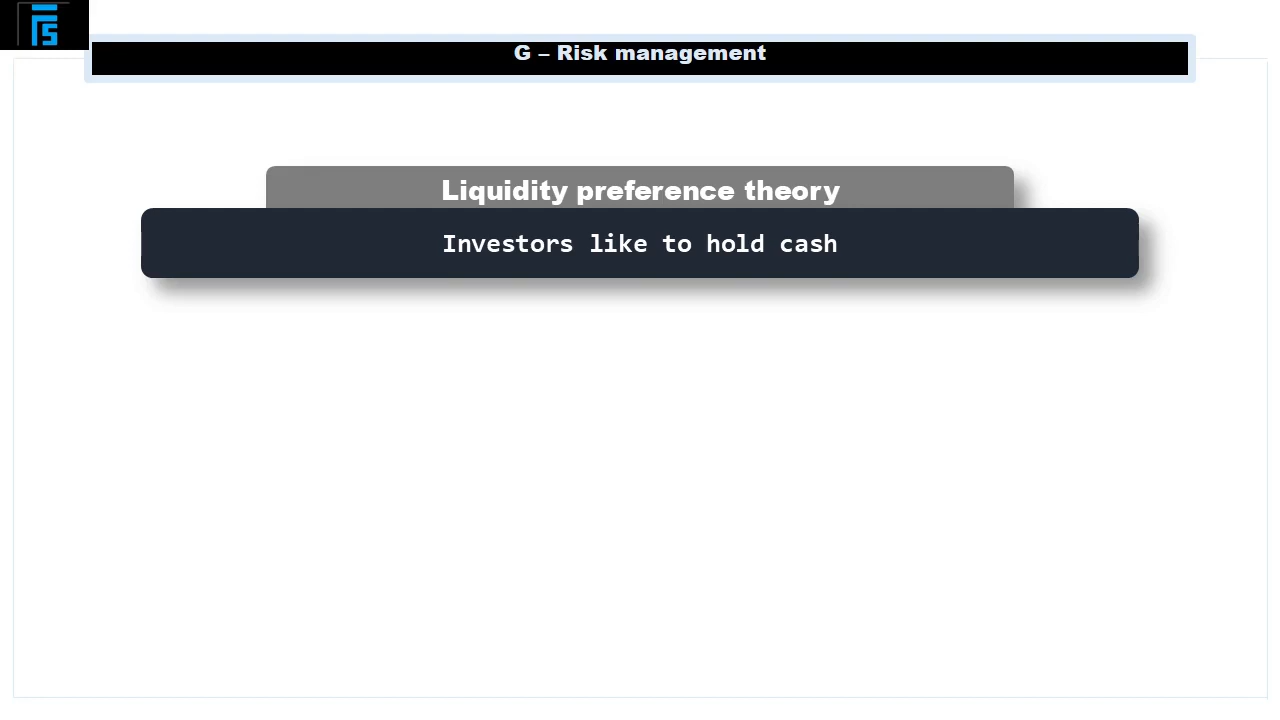 G – Risk management
Liquidity preference theory
Investors like to hold cash